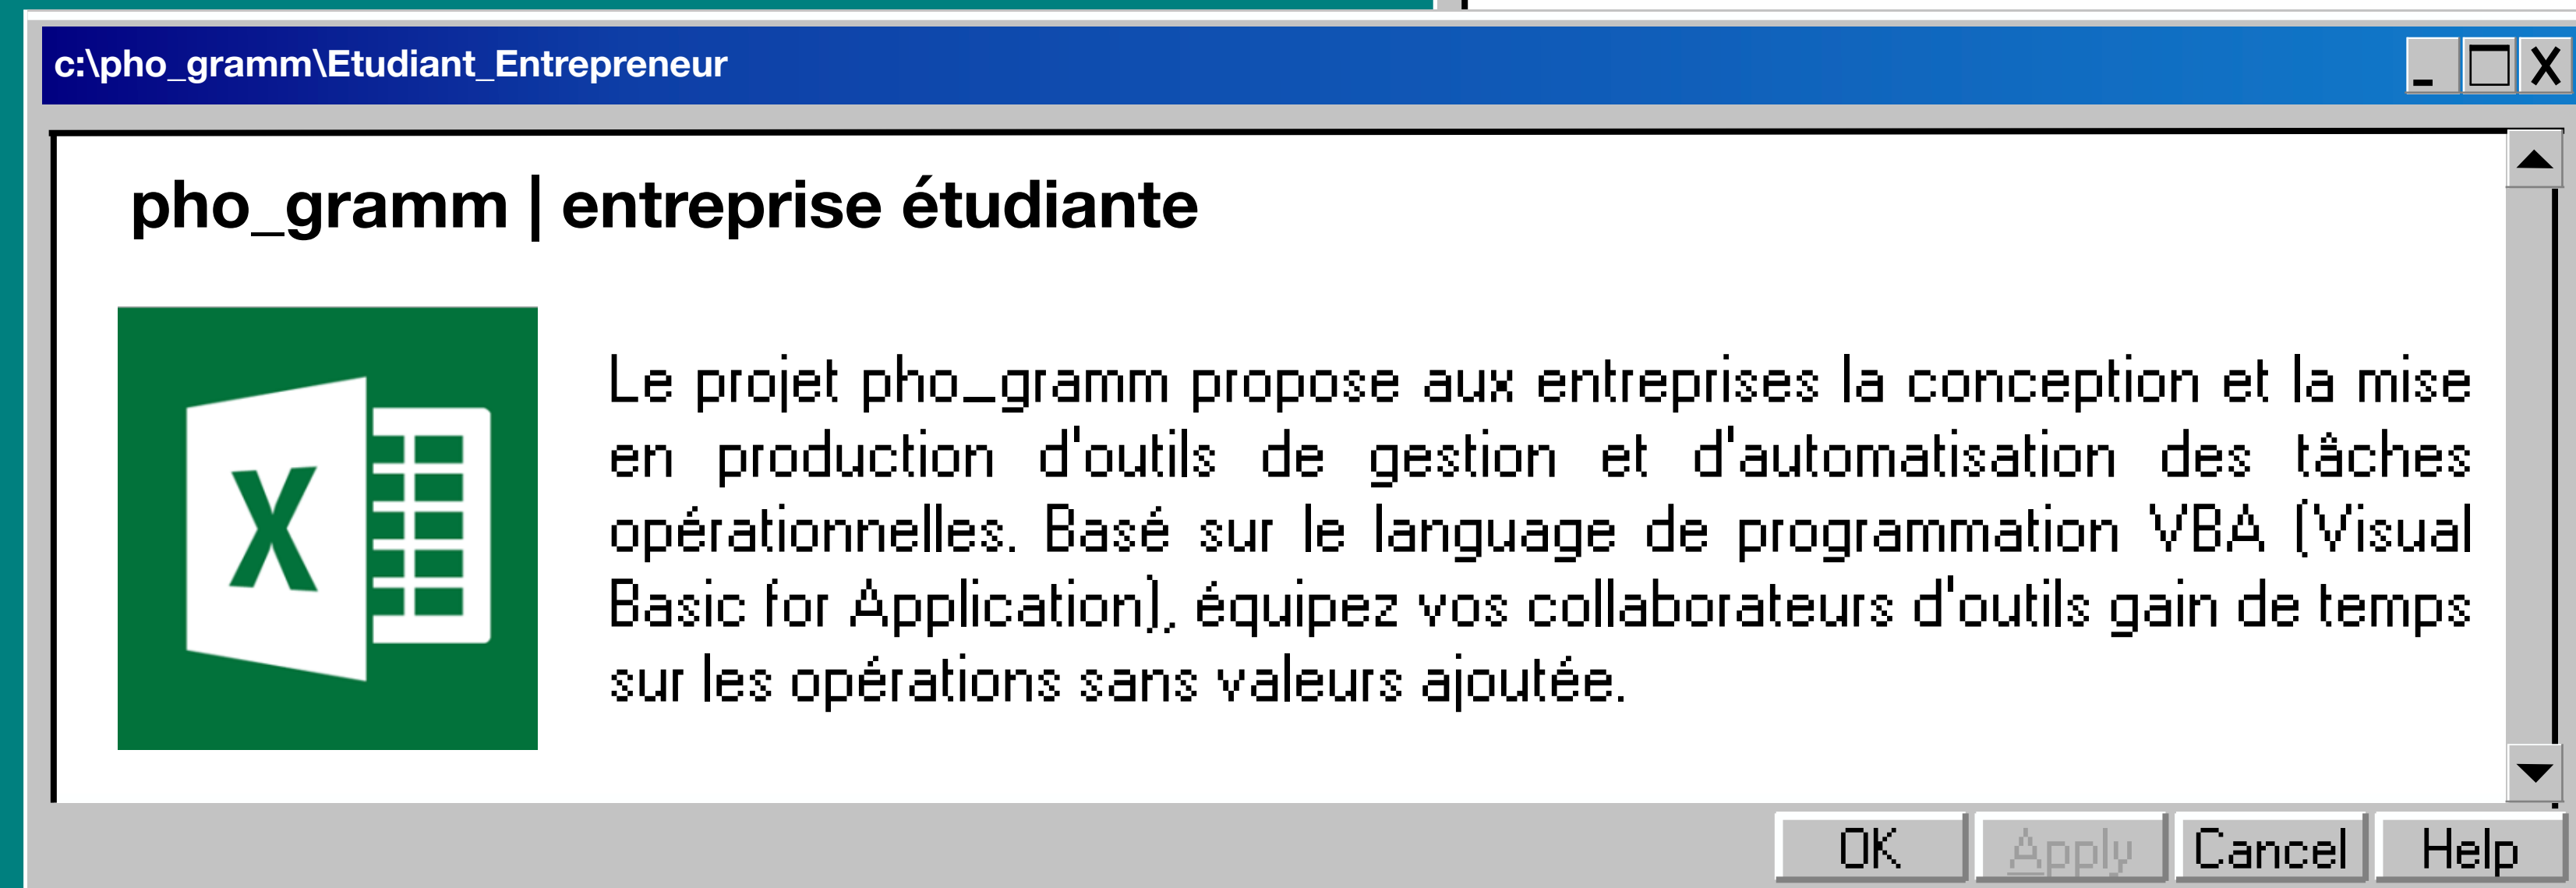 c:\pho_gramm\Etudiant_Entrepreneur
X
pho_gramm | entreprise étudiante
X
Le projet pho_gramm propose aux entreprises la conception et la mise
en production d'outils de gestion et d'automatisation des tâches
opérationnelles. Basé sur le language de programmation VBA (Visual
Basic for Application), équipez vos collaborateurs d'outils gain de temps
sur les opérations sans valeurs ajoutée.
OK Apply Cancel Help